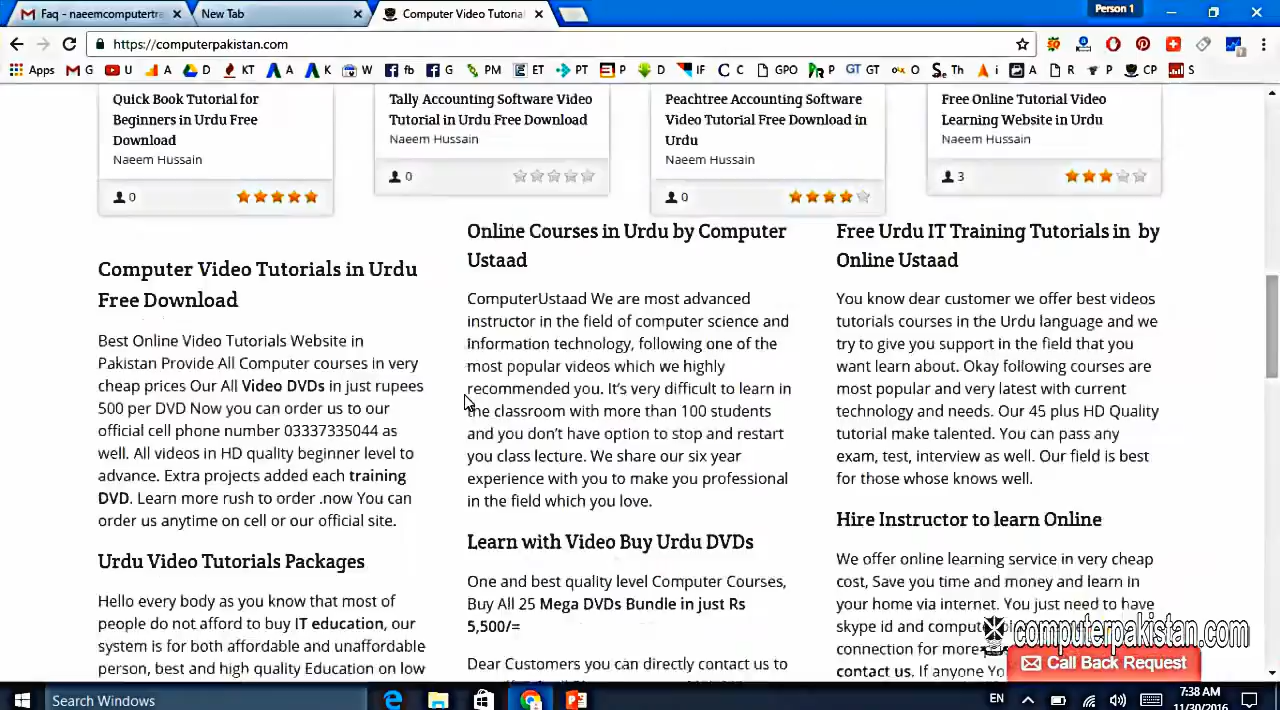 Faq - naeemcomputertra
New Tab
Computer Video Tutorial
Person 1
https://computerpakistan.com
Apps G U A D KT A K W fb G PM ET PT P D IF C GPO P GT O Th i A R P CP S
Quick Book Tutorial for
Beginners in Urdu Free
Download
Naeem Hussain
0
Tally Accounting Software Video
Tutorial in Urdu Free Download
Naeem Hussain
0
Peachtree Accounting Software
Video Tutorial Free Download in
Urdu
Naeem Hussain
0
Free Online Tutorial Video
Learning Website in Urdu
Naeem Hussain
3
Computer Video Tutorials in Urdu
Free Download
Best Online Video Tutorials Website in
Pakistan Provide All Computer courses in very
cheap prices Our All Video DVDs in just rupees
500 per DVD Now you can order us to our
official cell phone number 03337335044 as
well. All videos in HD quality beginner level to
advance. Extra projects added each training
DVD. Learn more rush to order .now You can
order us anytime on cell or our official site.
Urdu Video Tutorials Packages
Hello every body as you know that most of
people do not afford to buy IT education, our
system is for both affordable and unaffordable
person, best and high quality Education on low
Online Courses in Urdu by Computer
Ustaad
ComputerUstaad We are most advanced
instructor in the field of computer science and
information technology, following one of the
most popular videos which we highly
recommended you. It's very difficult to learn in
the classroom with more than 100 students
and you don't have option to stop and restart
you class lecture. We share our six year
experience with you to make you professional
in the field which you love.
Learn with Video Buy Urdu DVDs
One and best quality level Computer Courses,
Buy All 25 Mega DVDs Bundle in just Rs
5,500/=
Dear Customers you can directly contact us to
Free Urdu IT Training Tutorials in by
Online Ustaad
You know dear customer we offer best videos
tutorials courses in the Urdu language and we
try to give you support in the field that you
want learn about. Okay following courses are
most popular and very latest with current
technology and needs. Our 45 plus HD Quality
tutorial make talented. You can pass any
exam, test, interview as well. Our field is best
for those whose knows well.
Hire Instructor to learn Online
We offer online learning service in very cheap
cost, Save you time and money and learn in
your home via internet. You just need to have
skype id and compute
connection for more
contact us. If anyone Yo
computerpakistan.com
Call Back Request
Search Windows
EN
7:38 AM
11/30/2016